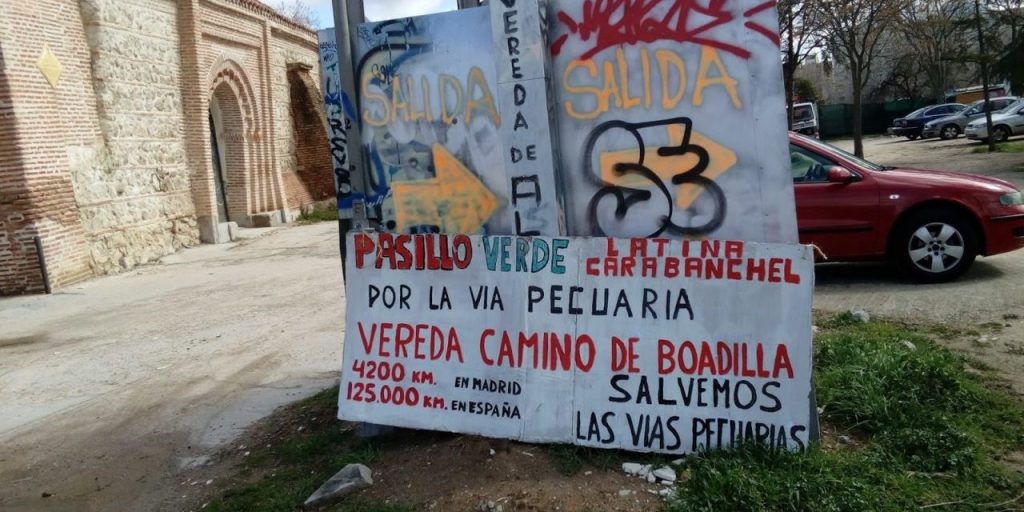 SALIDA
VEREDA DE AL
SALIDA
PASILLO VERDE LATINA
CARABANCHEL
POR LA VIA PECUARIA
VEREDA CAMINO DE BOADILLA
4200 KM. EN MADRID
125.000 KM. EN ESPAÑA
SALVEMOS
LAS VIAS PECUARIAS